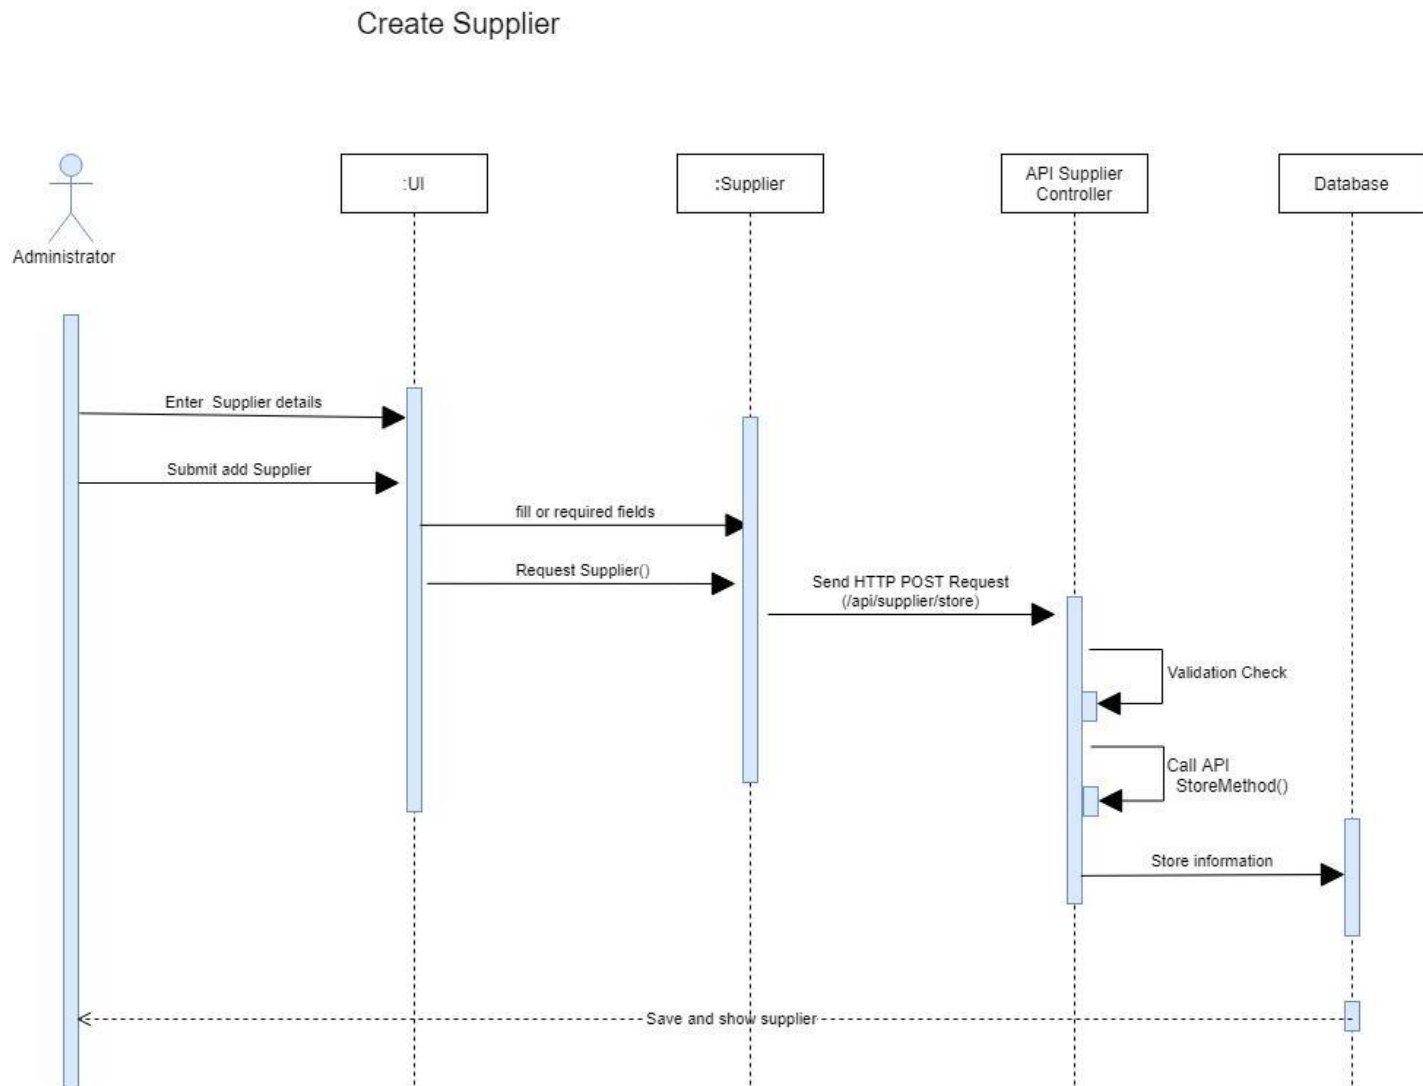 Create Supplier
Administrator
:UI
:Supplier
API Supplier
Controller
Database
Enter Supplier details
Submit add Supplier
fill or required fields
Request Supplier()
Send HTTP POST Request
(/api/supplier/store)
Validation Check
Call API
StoreMethod()
Store information
Save and show supplier